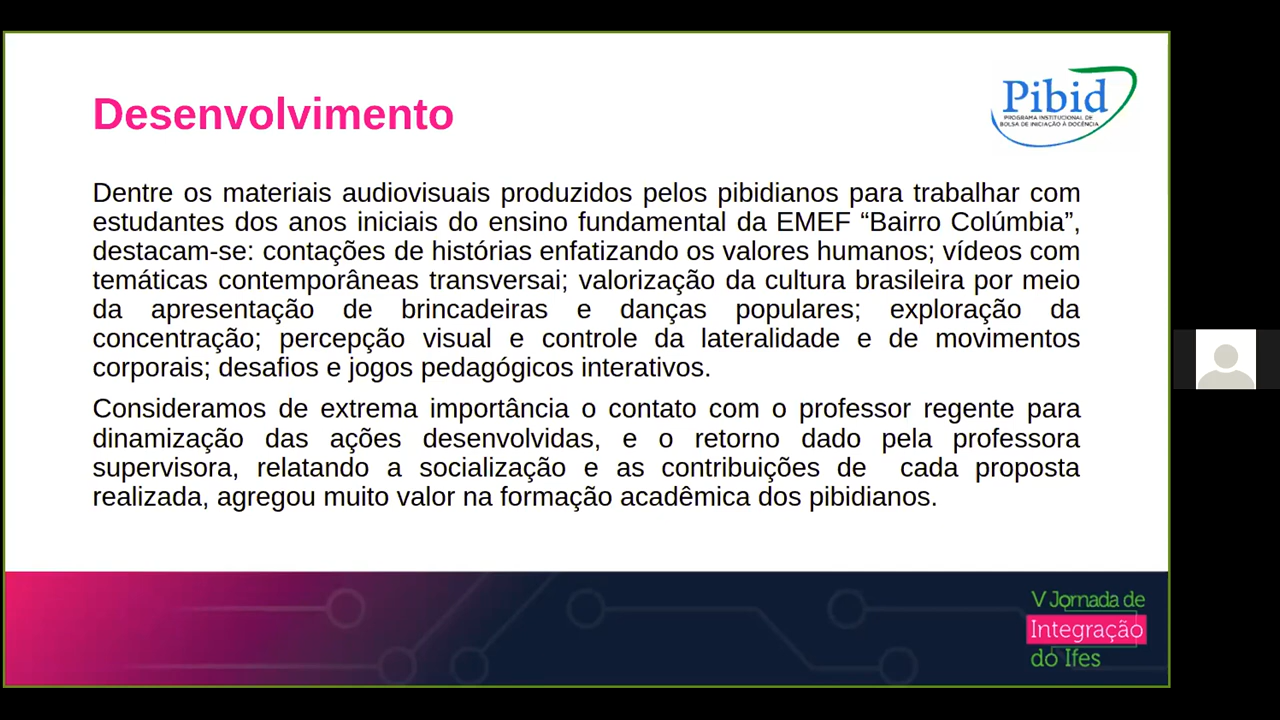 Desenvolvimento
Pibid
PROGRAMA INSTITUCIONAL DE
BOLSA DE INICIAÇÃO À DOCÊNCIA
Dentre os materiais audiovisuais produzidos pelos pibidianos para trabalhar com
estudantes dos anos iniciais do ensino fundamental da EMEF “Bairro Colúmbia”,
destacam-se: contações de histórias enfatizando os valores humanos; vídeos com
temáticas contemporâneas transversai; valorização da cultura brasileira por meio
da apresentação de brincadeiras e danças populares; exploração da
concentração; percepção visual e controle da lateralidade e de movimentos
corporais; desafios e jogos pedagógicos interativos.
Consideramos de extrema importância o contato com o professor regente para
dinamização das ações desenvolvidas, e o retorno dado pela professora
supervisora, relatando a socialização e as contribuições de cada proposta
realizada, agregou muito valor na formação acadêmica dos pibidianos.
V Jornada de
Integração
do Ifes